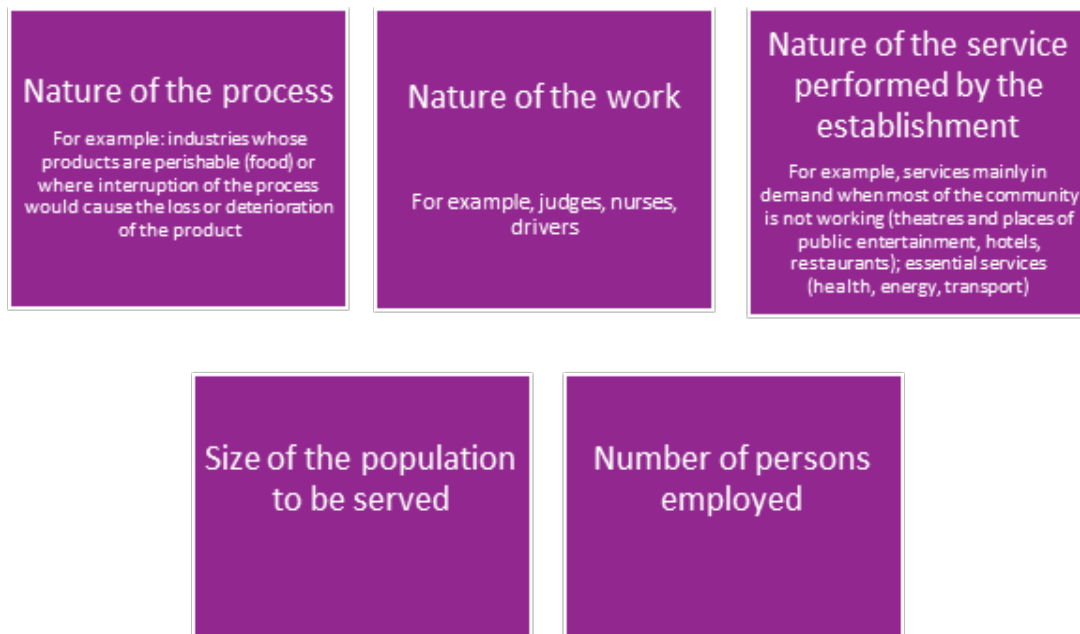 Nature of the process
For example: industries whose
products are perishable (food) or
where interruption of the process
would cause the loss or deterioration
of the product
Nature of the work
For example, judges, nurses,
drivers
Nature of the service
performed by the
establishment
For example, services mainly in
demand when most of the community
is not working (theatres and places of
public entertainment, hotels,
restaurants); essential services
(health, energy, transport)
Size of the population
to be served
Number of persons
employed